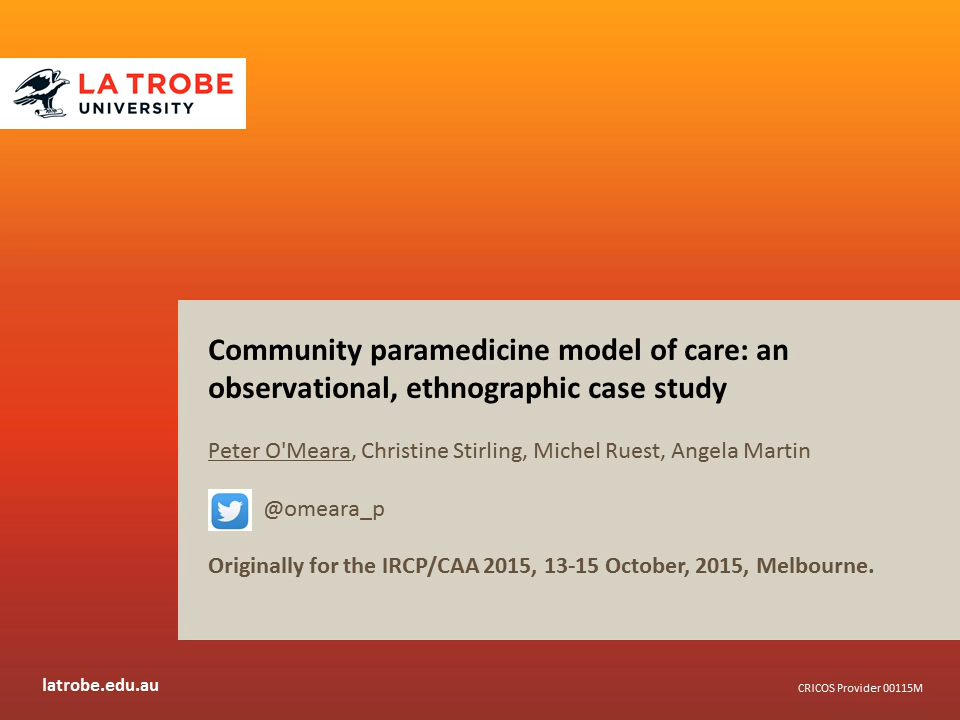 LA TROBE
UNIVERSITY
Community paramedicine model of care: an
observational, ethnographic case study
Peter O'Meara, Christine Stirling, Michel Ruest, Angela Martin
@omeara_p
Originally for the IRCP/CAA 2015, 13-15 October, 2015, Melbourne.
latrobe.edu.au
CRICOS Provider 00115M